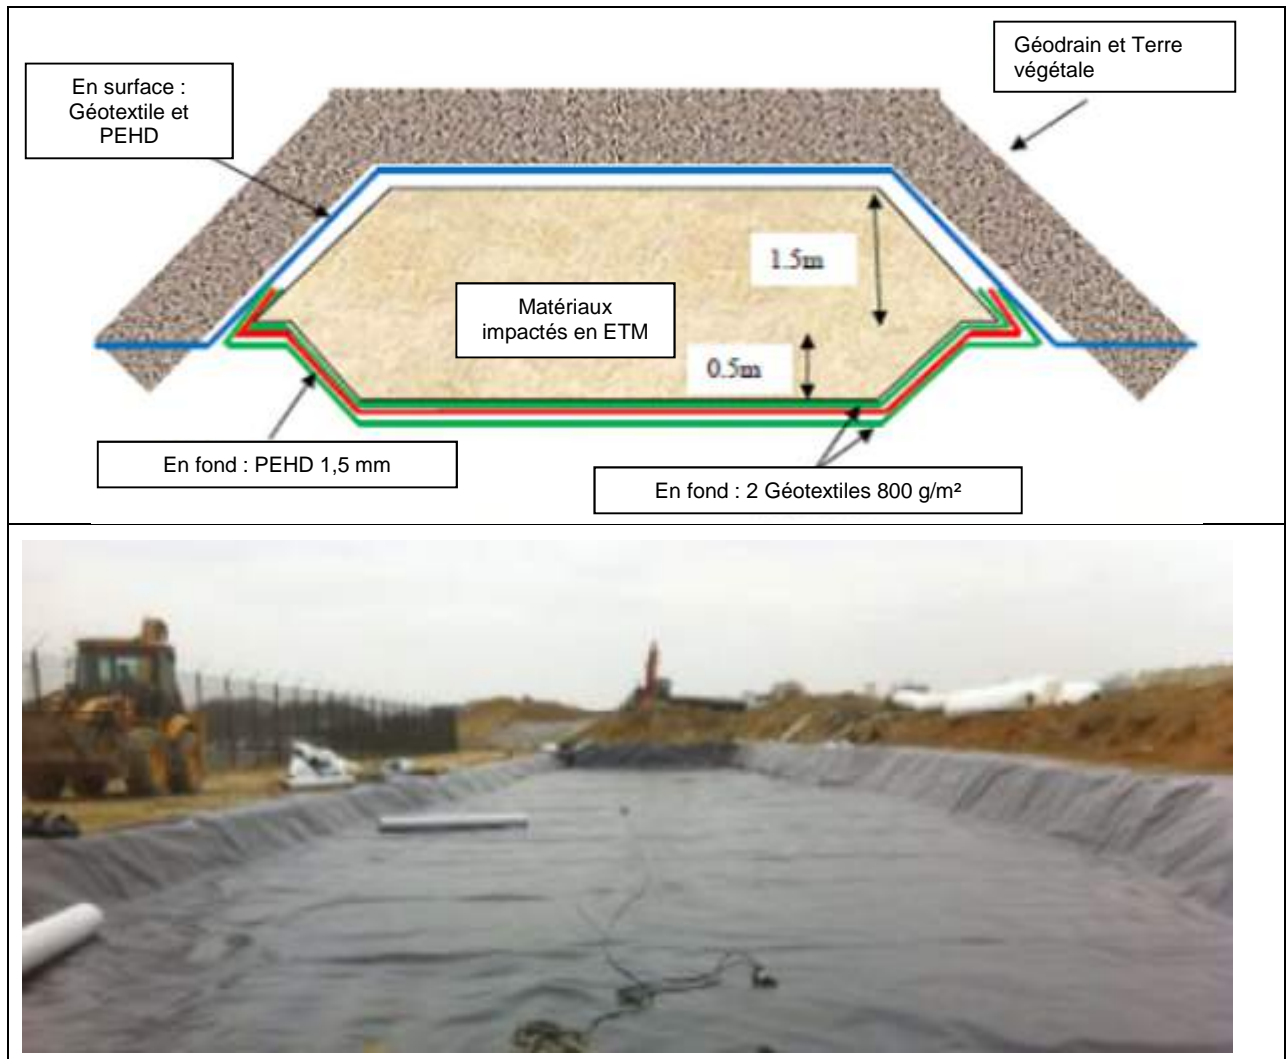 En surface :
Géotextile et
PEHD
Géodrain et Terre
végétale
1.5m
Matériaux
impactés en ETM
0.5m
En fond : PEHD 1,5 mm
En fond : 2 Géotextiles 800 g/m²